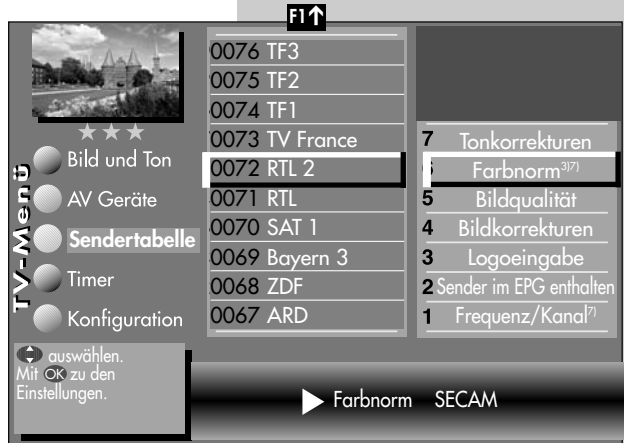 F1↑
0076 TF3
0075 TF2
0074 TF1
0073 TV France
0072 RTL 2
0071 RTL
0070 SAT 1
0069 Bayern 3
0068 ZDF
0067 ARD
TV-Menü
Bild und Ton
AV Geräte
Sendertabelle
Timer
Konfiguration
7 Tonkorrekturen
6 Farbnorm3)7)
5 Bildqualität
4 Bildkorrekturen
3 Logoeingabe
2 Sender im EPG enthalten
1 Frequenz/Kanal7)
auswählen.
Mit OK zu den
Einstellungen.
Farbnorm SECAM